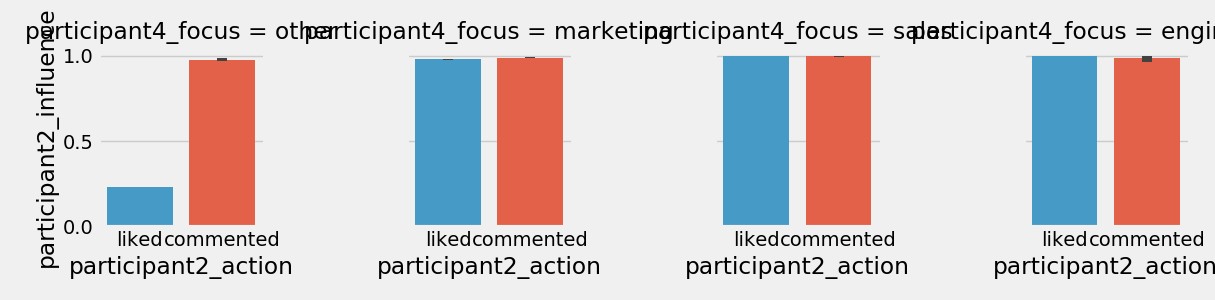 participant4_focus = other
participant4_focus = marketing
participant4_focus = sales
participant4_focus =
participant2_influence
1.0
0.5
0.0
liked commented
liked commented
liked commented
liked commented
participant2_action
participant2_action
participant2_action
participant2_action